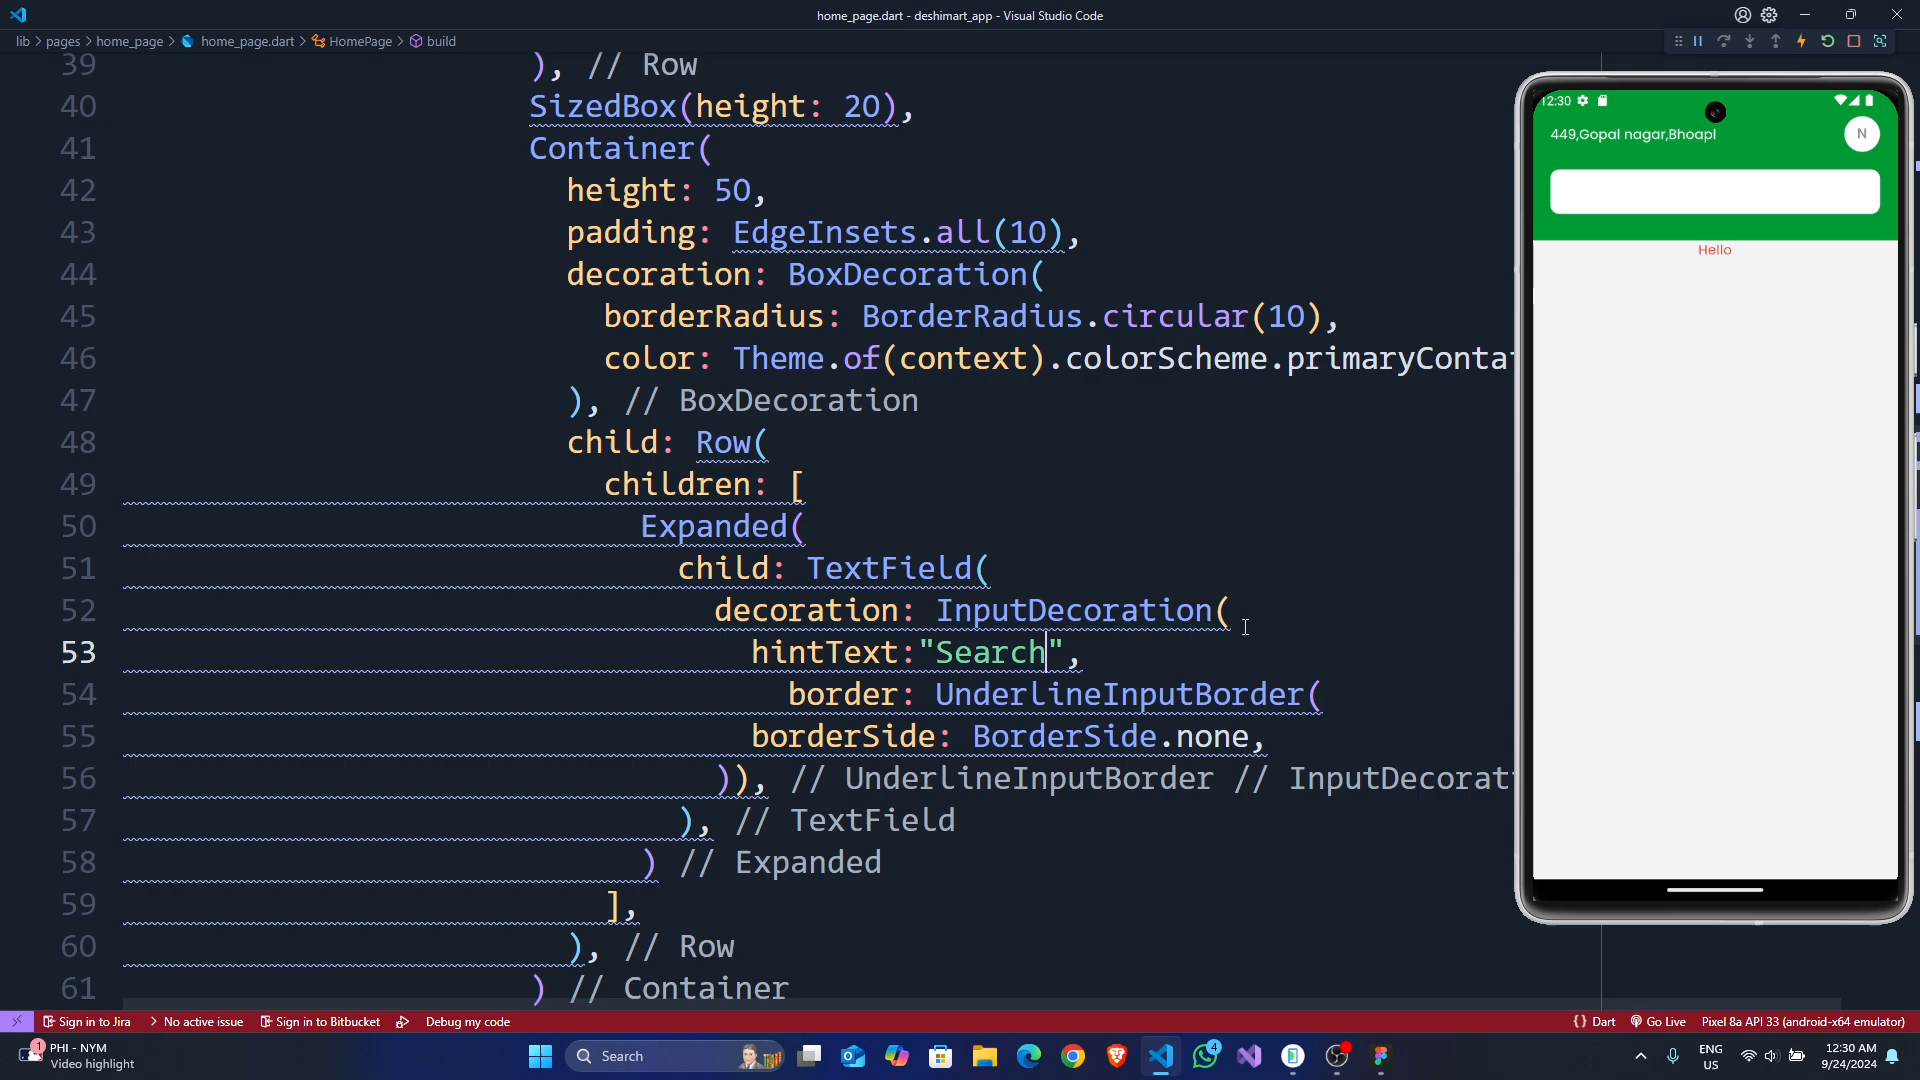 home_page.dart - deshimart_app - Visual Studio Code
lib > pages > home_page > home_page.dart > HomePage > build
39 ), // Row
40 SizedBox(height: 20),
41 Container(
42 height: 50,
43 padding: EdgeInsets.all(10),
44 decoration: BoxDecoration(
45 borderRadius: BorderRadius.circular(10),
46 color: Theme.of(context).colorScheme.primaryContai
47 ), // BoxDecoration
48 child: Row(
49 children: [
50 Expanded(
51 child: TextField(
52 decoration: InputDecoration(
53 hintText:"Search",
54 border: UnderlineInputBorder(
55 borderSide: BorderSide.none,
56 )), // UnderlineInputBorder // InputDecorati
57 ), // TextField
58 ) // Expanded
59 ],
60 ), // Row
61 ) // Container
12:30
449,Gopal nagar,Bhoapl
N
Hello
Sign in to Jira
No active issue
Sign in to Bitbucket
Debug my code
{} Dart
Go Live
Pixel 8a API 33 (android-x64 emulator)
1
PHI - NYM
Video highlight
Search
4
ENG
US
12:30 AM
9/24/2024